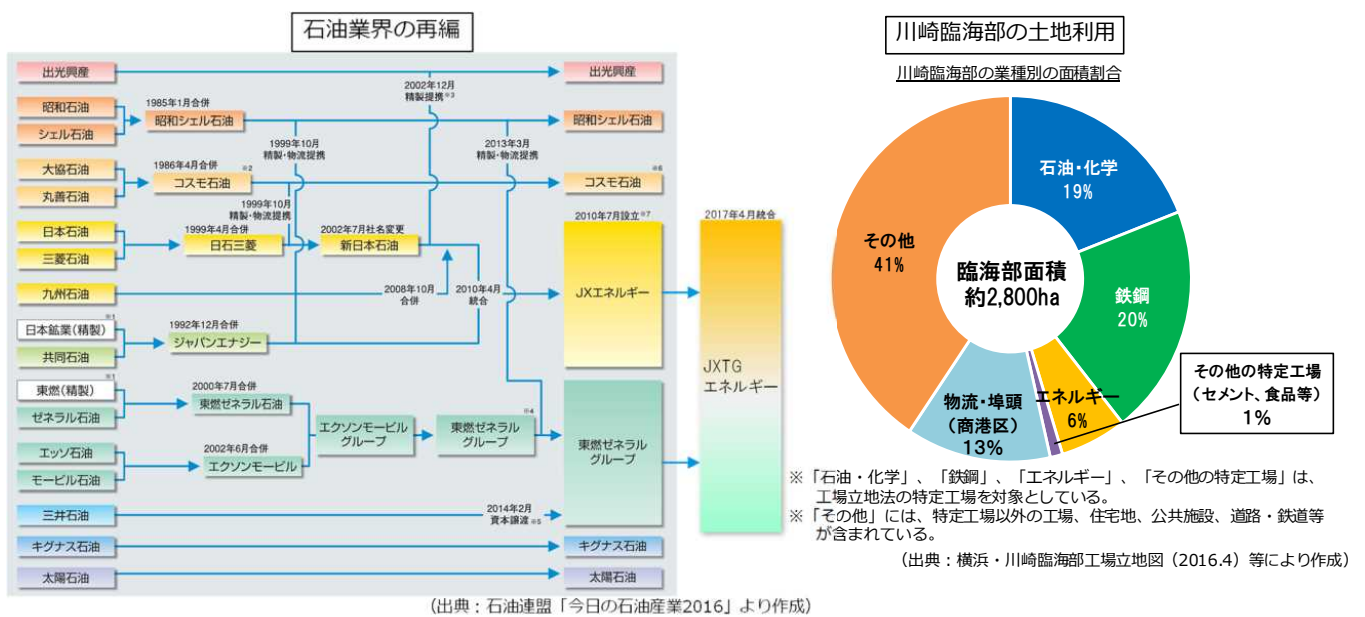 石油業界の再編
出光興産
出光興産
2002年12月
精製提携※3
昭和石油
シェル石油
1985年1月合併
昭和シェル石油
昭和シェル石油
1999年10月
精製・物流提携
2013年3月
精製・物流提携
大協石油
丸善石油
1986年4月合併
※2
コスモ石油
※6
コスモ石油
1999年10月
精製・物流提携
日本石油
三菱石油
1999年4月合併
日石三菱
2002年7月社名変更
新日本石油
2010年7月設立※7
JXエネルギー
九州石油
2008年10月
合併
2010年4月
統合
※1
日本鉱業(精製)
共同石油
1992年12月合併
ジャパンエナジー
※1
東燃(精製)
ゼネラル石油
2000年7月合併
東燃ゼネラル石油
エッソ石油
モービル石油
2002年6月合併
エクソンモービル
エクソンモービル
グループ
※4
東燃ゼネラル
グループ
東燃ゼネラル
グループ
三井石油
2014年2月
資本譲渡※5
キグナス石油
キグナス石油
太陽石油
太陽石油
2017年4月統合
JXTG
エネルギー
(出典：石油連盟「今日の石油産業2016」より作成)
川崎臨海部の土地利用
川崎臨海部の業種別の面積割合
石油・化学
19%
鉄鋼
20%
エネルギー
6%
その他の特定工場
(セメント、食品等)
1%
物流・埠頭
(商港区)
13%
その他
41%
臨海部面積
約2,800ha
※「石油・化学」、「鉄鋼」、「エネルギー」、「その他の特定工場」は、
工場立地法の特定工場を対象としている。
※「その他」には、特定工場以外の工場、住宅地、公共施設、道路・鉄道等
が含まれている。
(出典：横浜・川崎臨海部工場立地図（2016.4）等により作成)